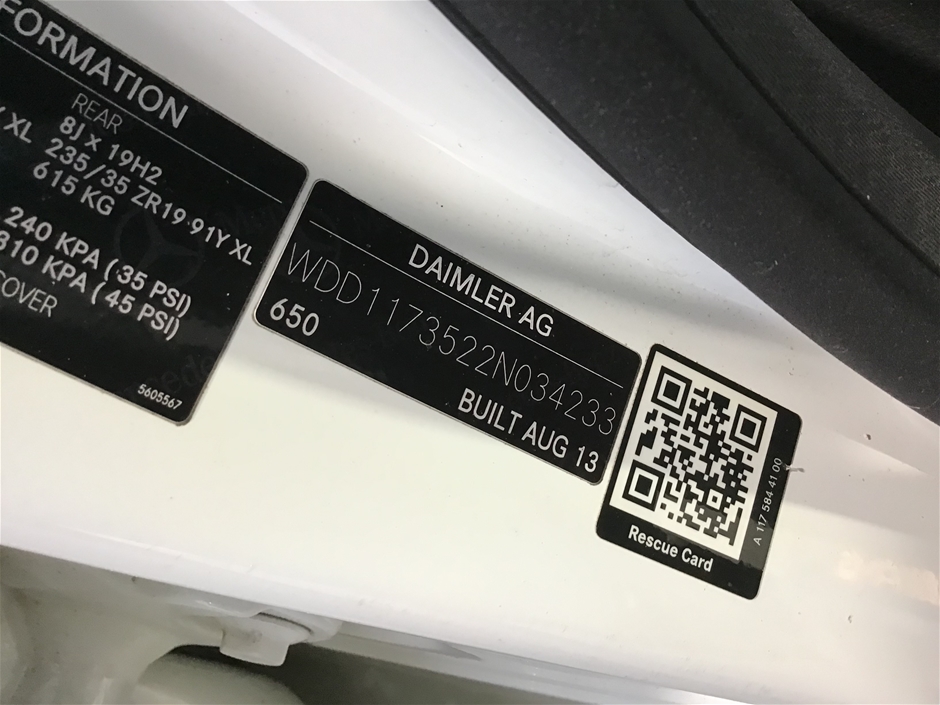 FORMATION
REAR
8J x 19H2
XL 235/35 ZR19 91Y XL
615 KG
240 KPA (35 PSI)
310 KPA (45 PSI)
COVER
5605567
DAIMLER AG
WDD1173522N034233
650
BUILT AUG 13
A 117 584 41 00
Rescue Card